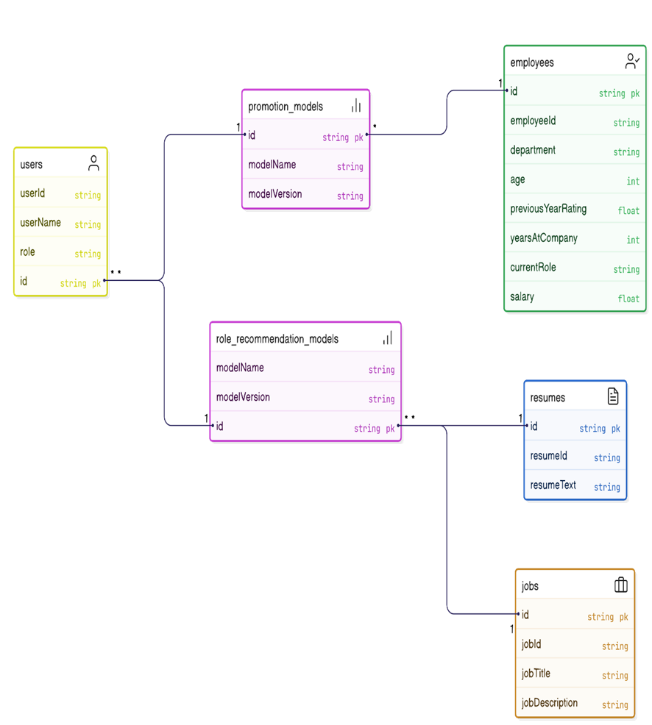 employees
id string pk
employeeId string
department string
age int
previousYearRating float
yearsAtCompany int
currentRole string
salary float
1
promotion_models
1
id string pk
*
modelName string
modelVersion string
users
userId string
userName string
role string
id string pk
* *
role_recommendation_models
modelName string
modelVersion string
1
id string pk
* *
resumes
1
id string pk
resumeId string
resumeText string
jobs
id string pk
1
jobId string
jobTitle string
jobDescription string